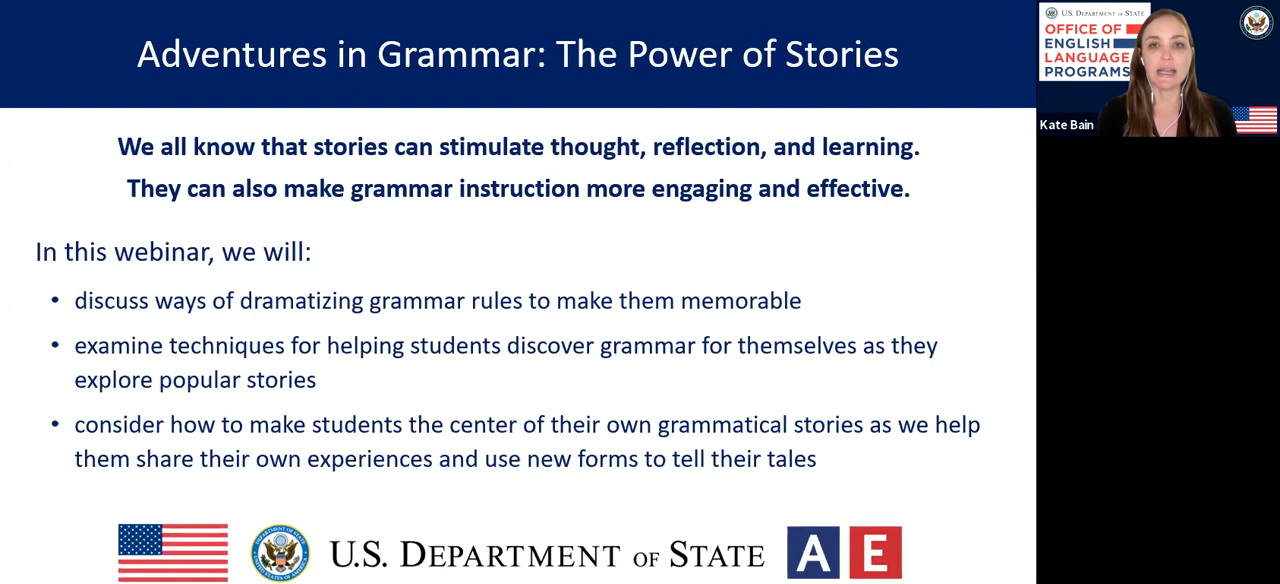 Adventures in Grammar: The Power of Stories
We all know that stories can stimulate thought, reflection, and learning.
They can also make grammar instruction more engaging and effective.
In this webinar, we will:
• discuss ways of dramatizing grammar rules to make them memorable
• examine techniques for helping students discover grammar for themselves as they
explore popular stories
• consider how to make students the center of their own grammatical stories as we help
them share their own experiences and use new forms to tell their tales
U.S. DEPARTMENT OF STATE
A E
U.S. DEPARTMENT OF STATE
OFFICE OF
ENGLISH
LANGUAGE
PROGRAMS
Kate Bain